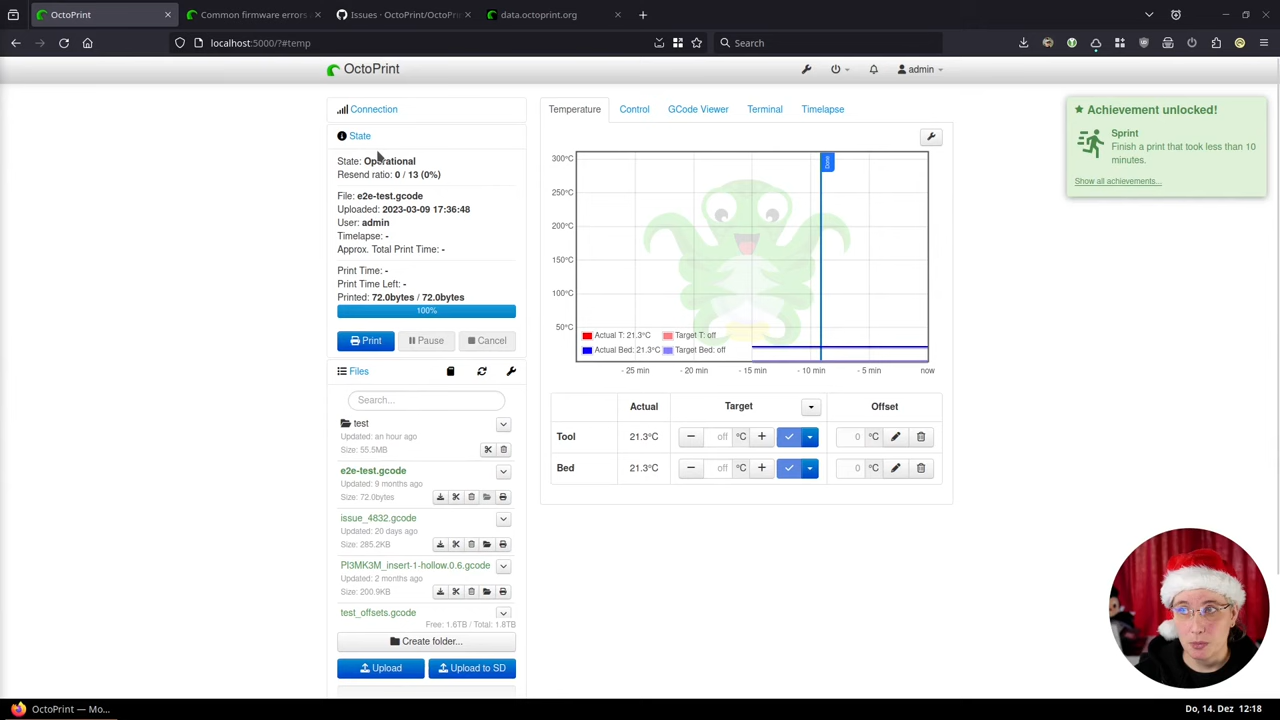 OctoPrint
Common firmware errors
Issues · OctoPrint/OctoPri
data.octoprint.org
localhost:5000/?#temp
Search
OctoPrint
admin
Connection
State
State: Operational
Resend ratio: 0 / 13 (0%)
File: e2e-test.gcode
Uploaded: 2023-03-09 17:36:48
User: admin
Timelapse: -
Approx. Total Print Time: -
Print Time: -
Print Time Left: -
Printed: 72.0bytes / 72.0bytes
100%
Print
Pause
Cancel
Files
Search...
test
Updated: an hour ago
Size: 55.5MB
e2e-test.gcode
Updated: 9 months ago
Size: 72.0bytes
issue_4832.gcode
Updated: 20 days ago
Size: 285.2KB
PI3MK3M_insert-1-hollow.0.6.gcode
Updated: 2 months ago
Size: 200.9KB
test_offsets.gcode
Free: 1.6TB / Total: 1.8TB
Create folder...
Upload
Upload to SD
Temperature
Control
GCode Viewer
Terminal
Timelapse
300°C
250°C
200°C
150°C
100°C
50°C
Done
Actual T: 21.3°C
Target T: off
Actual Bed: 21.3°C
Target Bed: off
- 25 min
- 20 min
- 15 min
- 10 min
- 5 min
now
Actual
Target
Offset
Tool
21.3°C
off
°C
0
°C
Bed
21.3°C
off
°C
0
°C
Achievement unlocked!
Sprint
Finish a print that took less than 10
minutes.
Show all achievements...
OctoPrint — Mo...
Do, 14. Dez 12:18